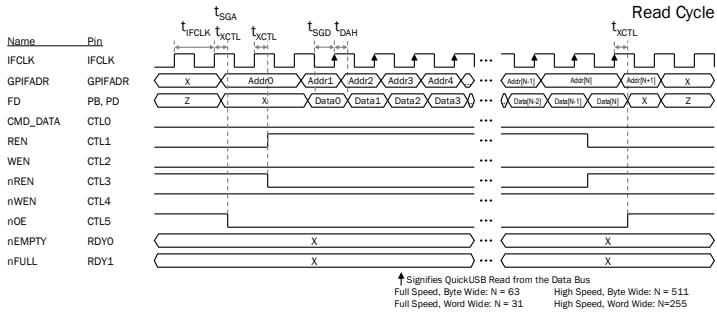 Read Cycle
tIFCLK tSGA tXCTL tXCTL tSGD tDAH tXCTL
Name Pin
IFCLK IFCLK ...
GPIFADR GPIFADR X Addr0 Addr1 Addr2 Addr3 Addr4 ... Addr[N-1] Addr[N] Addr[N+1] X
FD PB, PD Z X Data0 Data1 Data2 Data3 ... Data[N-2] Data[N-1] Data[N] X Z
CMD_DATA CTL0 ...
REN CTL1 ...
WEN CTL2 ...
nREN CTL3 ...
nWEN CTL4 ...
nOE CTL5 ...
nEMPTY RDY0 X ... X
nFULL RDY1 X ... X
Signifies QuickUSB Read from the Data Bus
Full Speed, Byte Wide: N = 63 High Speed, Byte Wide: N = 511
Full Speed, Word Wide: N = 31 High Speed, Word Wide: N=255